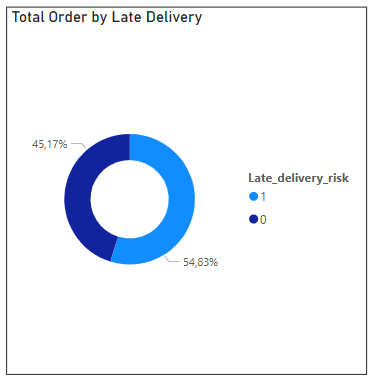 Total Order by Late Delivery
45,17%
Late_delivery_risk
1
0
54,83%